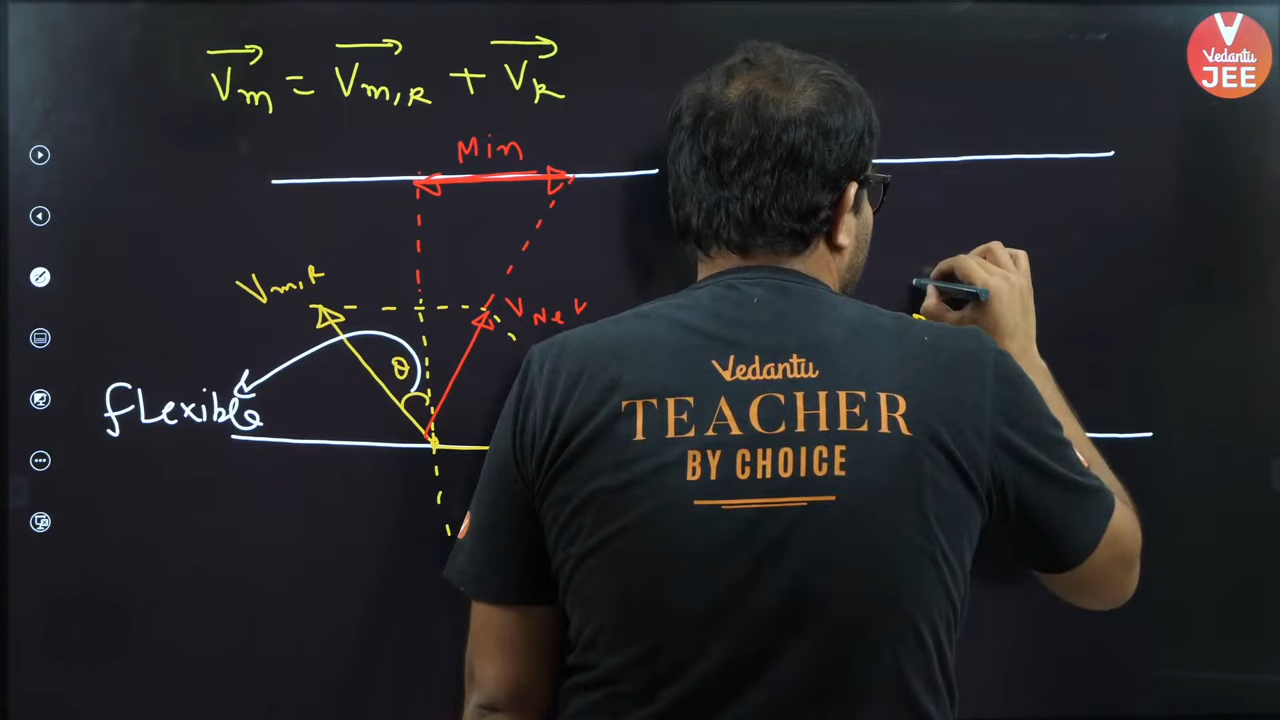 Vm = Vm,R + VR
Min
Vm,R
VNet
θ
fLexible
Vedantu
JEE
Vedantu
TEACHER
BY CHOICE